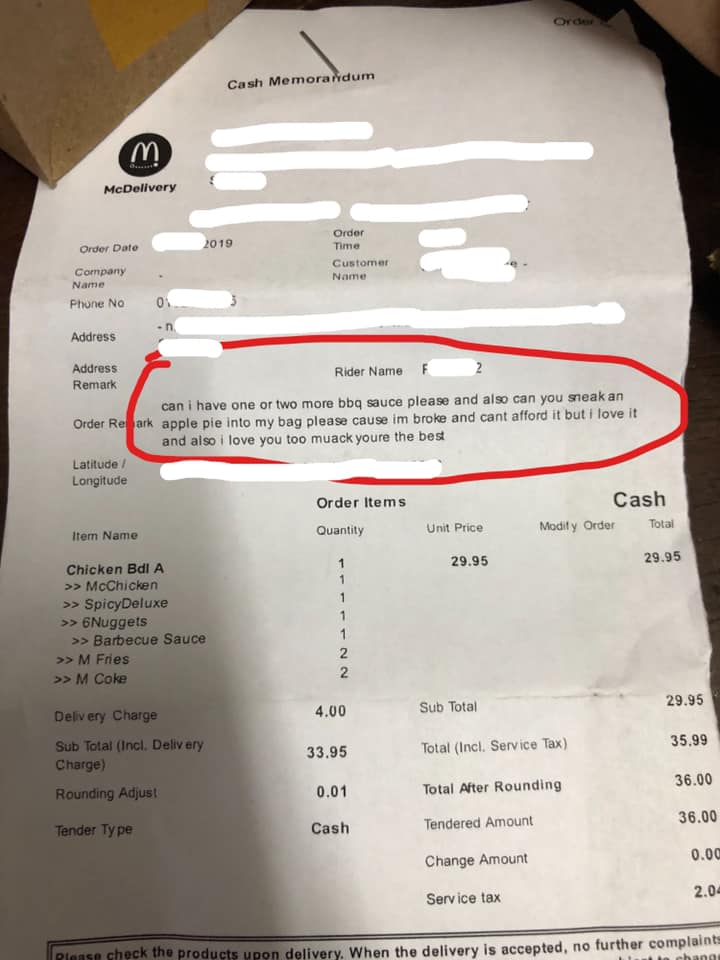 Order
Cash Memorandum
M
McDelivery
Order Date 2019 Order Time
Company Name - Customer Name -
Phone No 0
Address - n
Address Remark Rider Name F 2
Order Remark can i have one or two more bbq sauce please and also can you sneak an
apple pie into my bag please cause im broke and cant afford it but i love it
and also i love you too muack youre the best
Latitude / Longitude
Order Items Cash
Item Name Quantity Unit Price Modify Order Total
Chicken Bdl A 1 29.95 29.95
>> McChicken 1
>> SpicyDeluxe 1
>> 6Nuggets 1
>> Barbecue Sauce 1
>> M Fries 2
>> M Coke 2
Delivery Charge 4.00 Sub Total 29.95
Sub Total (Incl. Delivery Charge) 33.95 Total (Incl. Service Tax) 35.99
Rounding Adjust 0.01 Total After Rounding 36.00
Tender Type Cash Tendered Amount 36.00
Change Amount 0.00
Service tax 2.04
Please check the products upon delivery. When the delivery is accepted, no further complaints